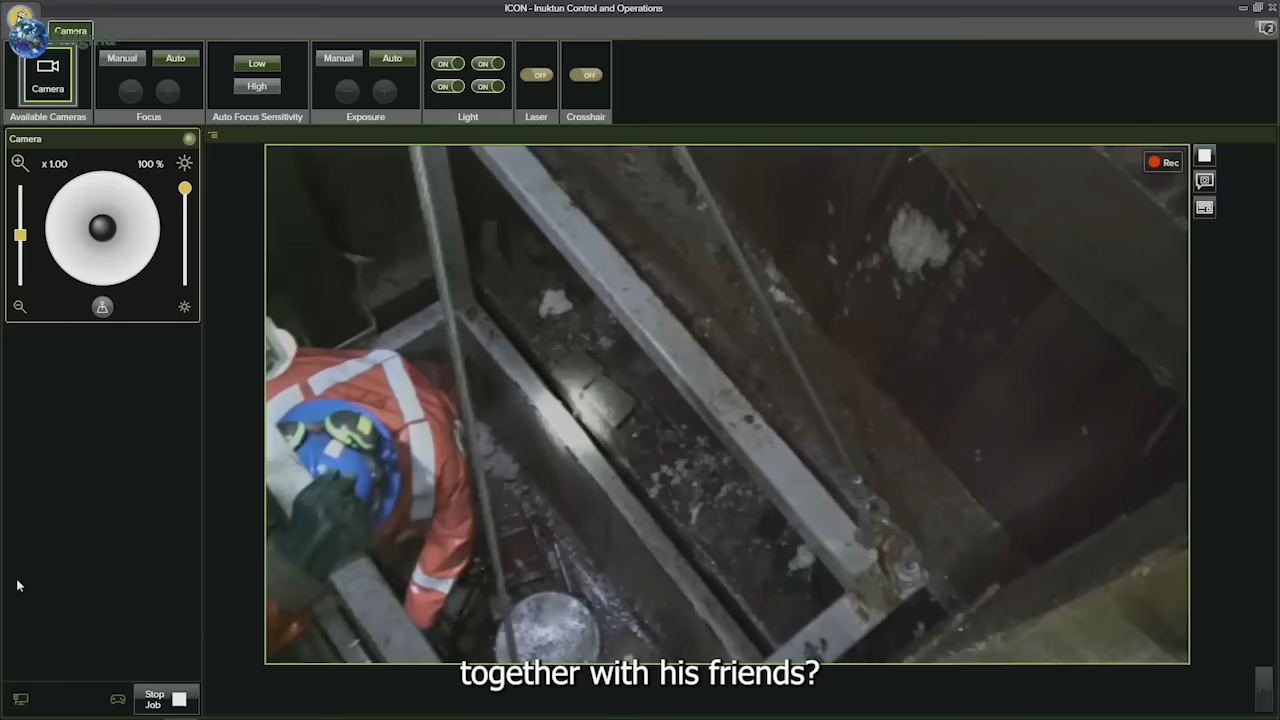 ICON - Inuktun Control and Operations
Camera
2
Manual
Auto
Low
High
Manual
Auto
ON
ON
ON
ON
OFF
OFF
Camera
Available Cameras
Focus
Auto Focus Sensitivity
Exposure
Light
Laser
Crosshair
Camera
x 1.00
100 %
Rec
together with his friends?
Stop
Job